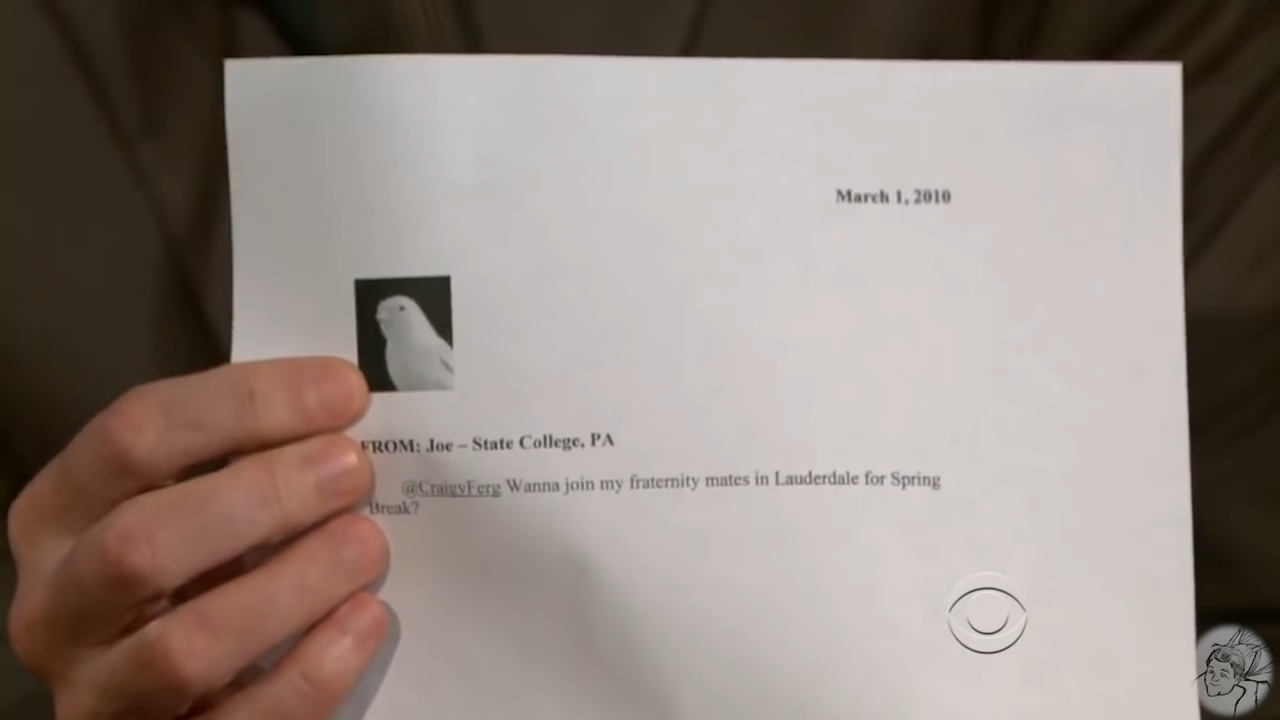 March 1, 2010
FROM: Joe – State College, PA
@CraigyFerg Wanna join my fraternity mates in Lauderdale for Spring
Break?